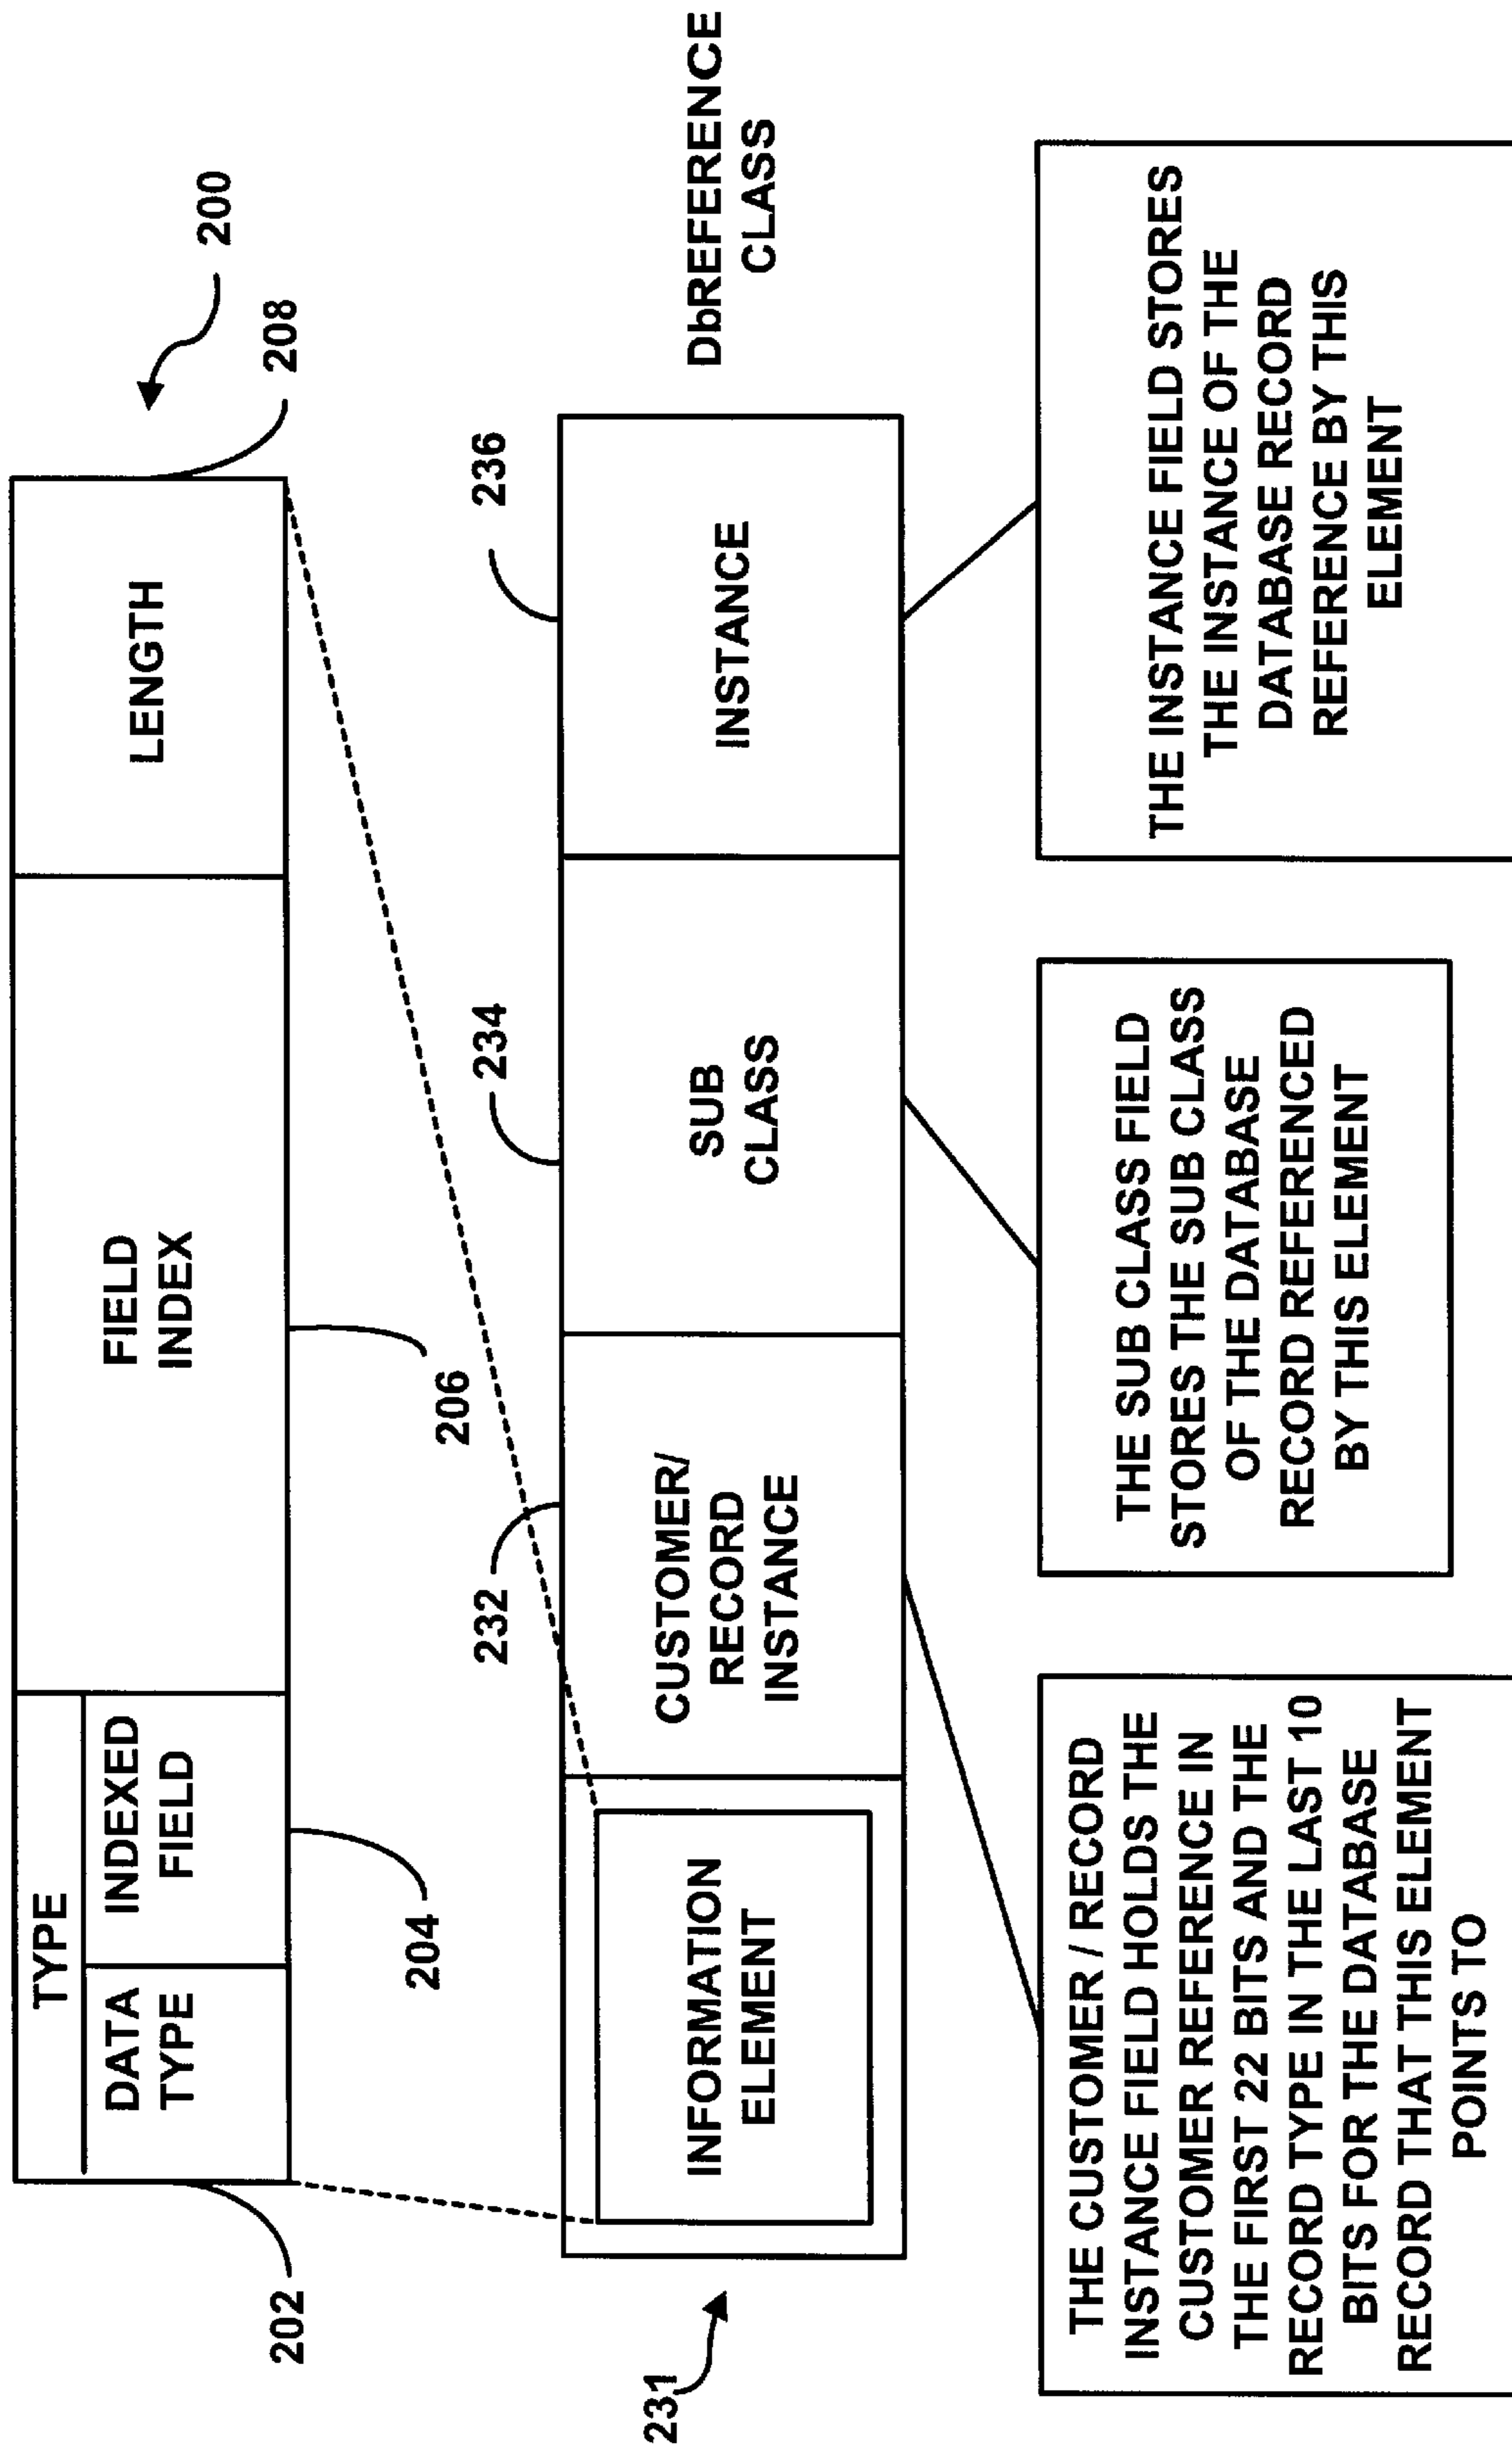 200
TYPE
DATA
TYPE
INDEXED
FIELD
FIELD
INDEX
LENGTH
202
204
206
208
231
232
234
236
INFORMATION
ELEMENT
CUSTOMER/
RECORD
INSTANCE
SUB
CLASS
INSTANCE
DbREFERENCE
CLASS
THE CUSTOMER / RECORD
INSTANCE FIELD HOLDS THE
CUSTOMER REFERENCE IN
THE FIRST 22 BITS AND THE
RECORD TYPE IN THE LAST 10
BITS FOR THE DATABASE
RECORD THAT THIS ELEMENT
POINTS TO
THE SUB CLASS FIELD
STORES THE SUB CLASS
OF THE DATABASE
RECORD REFERENCED
BY THIS ELEMENT
THE INSTANCE FIELD STORES
THE INSTANCE OF THE
DATABASE RECORD
REFERENCE BY THIS
ELEMENT